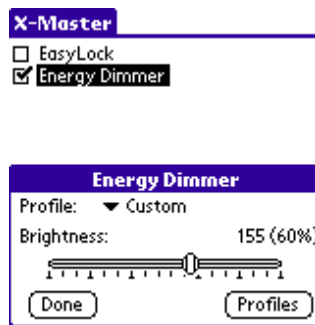 X-Master
EasyLock
Energy Dimmer
Energy Dimmer
Profile: Custom
Brightness: 155 (60%)
Done Profiles